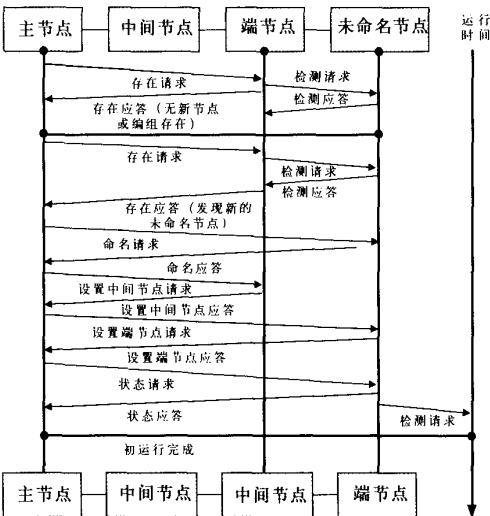 主节点 中间节点 端节点 未命名节点
运行
时间
存在请求
检测请求
检测应答
存在应答（无新节点
或编组存在）
存在请求
检测请求
检测应答
存在应答（发现新的
未命名节点）
命名请求
命名应答
设置中间节点请求
设置中间节点应答
设置端节点请求
设置端节点应答
状态请求
状态应答
检测请求
初运行完成
主节点 中间节点 中间节点 端节点